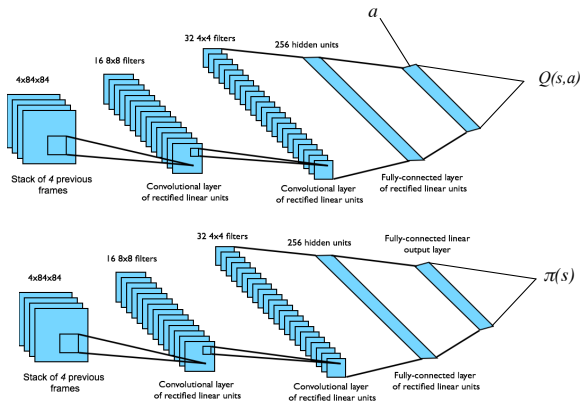 a
32 4x4 filters
256 hidden units
16 8x8 filters
4x84x84
Q(s,a)
Stack of 4 previous
frames
Convolutional layer
of rectified linear units
Convolutional layer
of rectified linear units
Fully-connected layer
of rectified linear units
32 4x4 filters
256 hidden units
Fully-connected linear
output layer
16 8x8 filters
4x84x84
π(s)
Stack of 4 previous
frames
Convolutional layer
of rectified linear units
Convolutional layer
of rectified linear units
Fully-connected layer
of rectified linear units